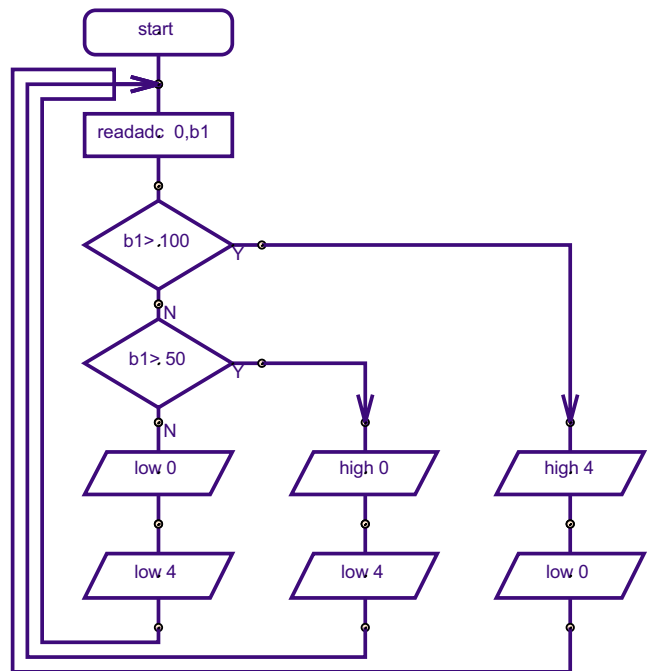 start
readadc 0,b1
b1> 100
Y
N
b1> 50
Y
N
low 0
high 0
high 4
low 4
low 4
low 0